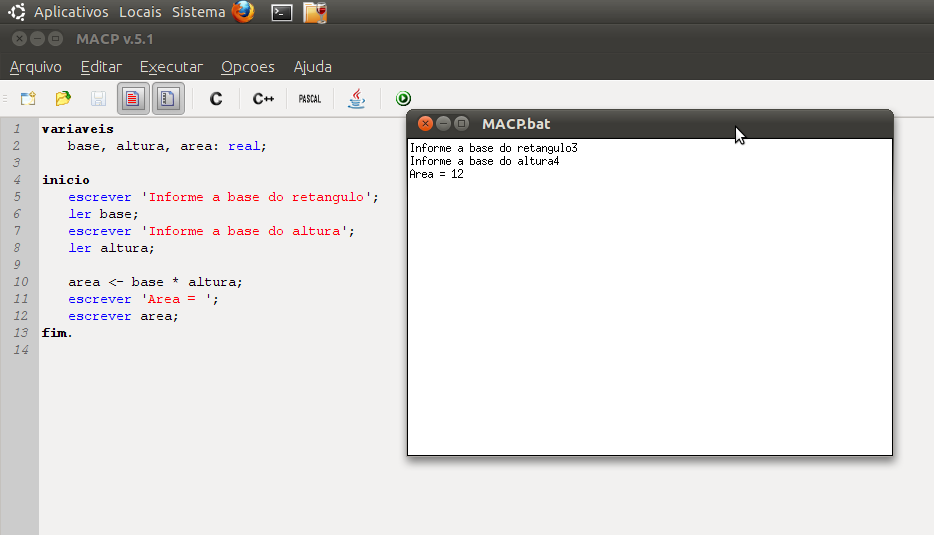 Aplicativos Locais Sistema
MACP v.5.1
Arquivo Editar Executar Opcoes Ajuda
C C++ PASCAL
1 variaveis
2 base, altura, area: real;
3
4 inicio
5 escrever 'Informe a base do retangulo';
6 ler base;
7 escrever 'Informe a base do altura';
8 ler altura;
9
10 area <- base * altura;
11 escrever 'Area = ';
12 escrever area;
13 fim.
14
MACP.bat
Informe a base do retangulo3
Informe a base do altura4
Area = 12